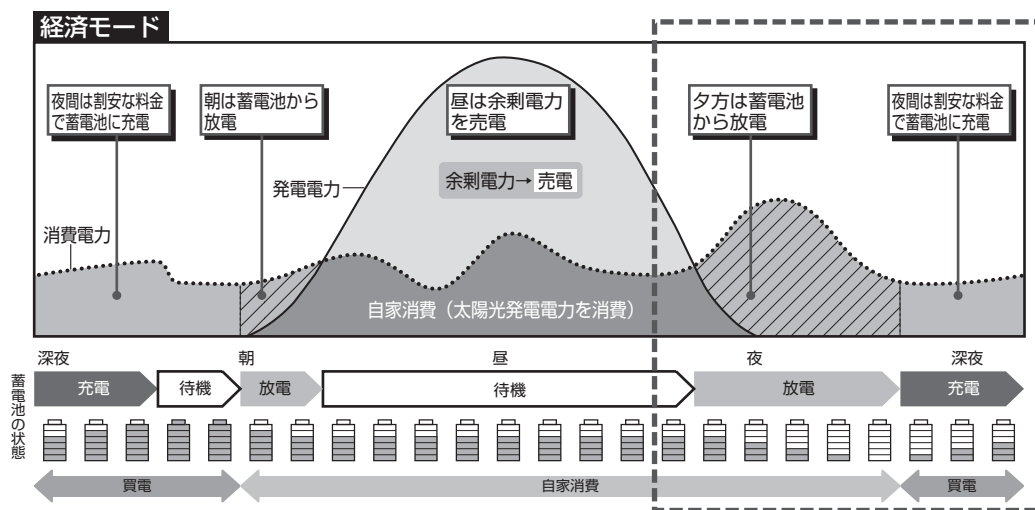 経済モード
夜間は割安な料金
で蓄電池に充電
朝は蓄電池から
放電
昼は余剰電力
を売電
夕方は蓄電池
から放電
夜間は割安な料金
で蓄電池に充電
発電電力
余剰電力→ 売電
消費電力
自家消費（太陽光発電電力を消費）
深夜
朝
昼
夜
深夜
蓄電池の状態
充電
待機
放電
待機
放電
充電
買電
自家消費
買電